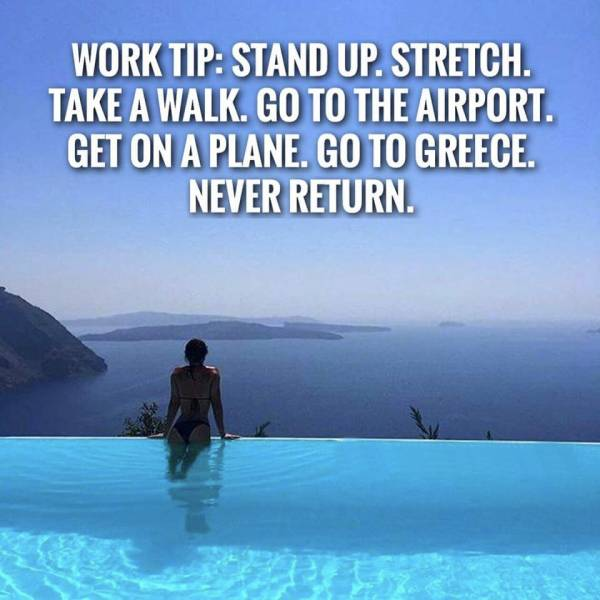 WORK TIP: STAND UP. STRETCH.
TAKE A WALK. GO TO THE AIRPORT.
GET ON A PLANE. GO TO GREECE.
NEVER RETURN.